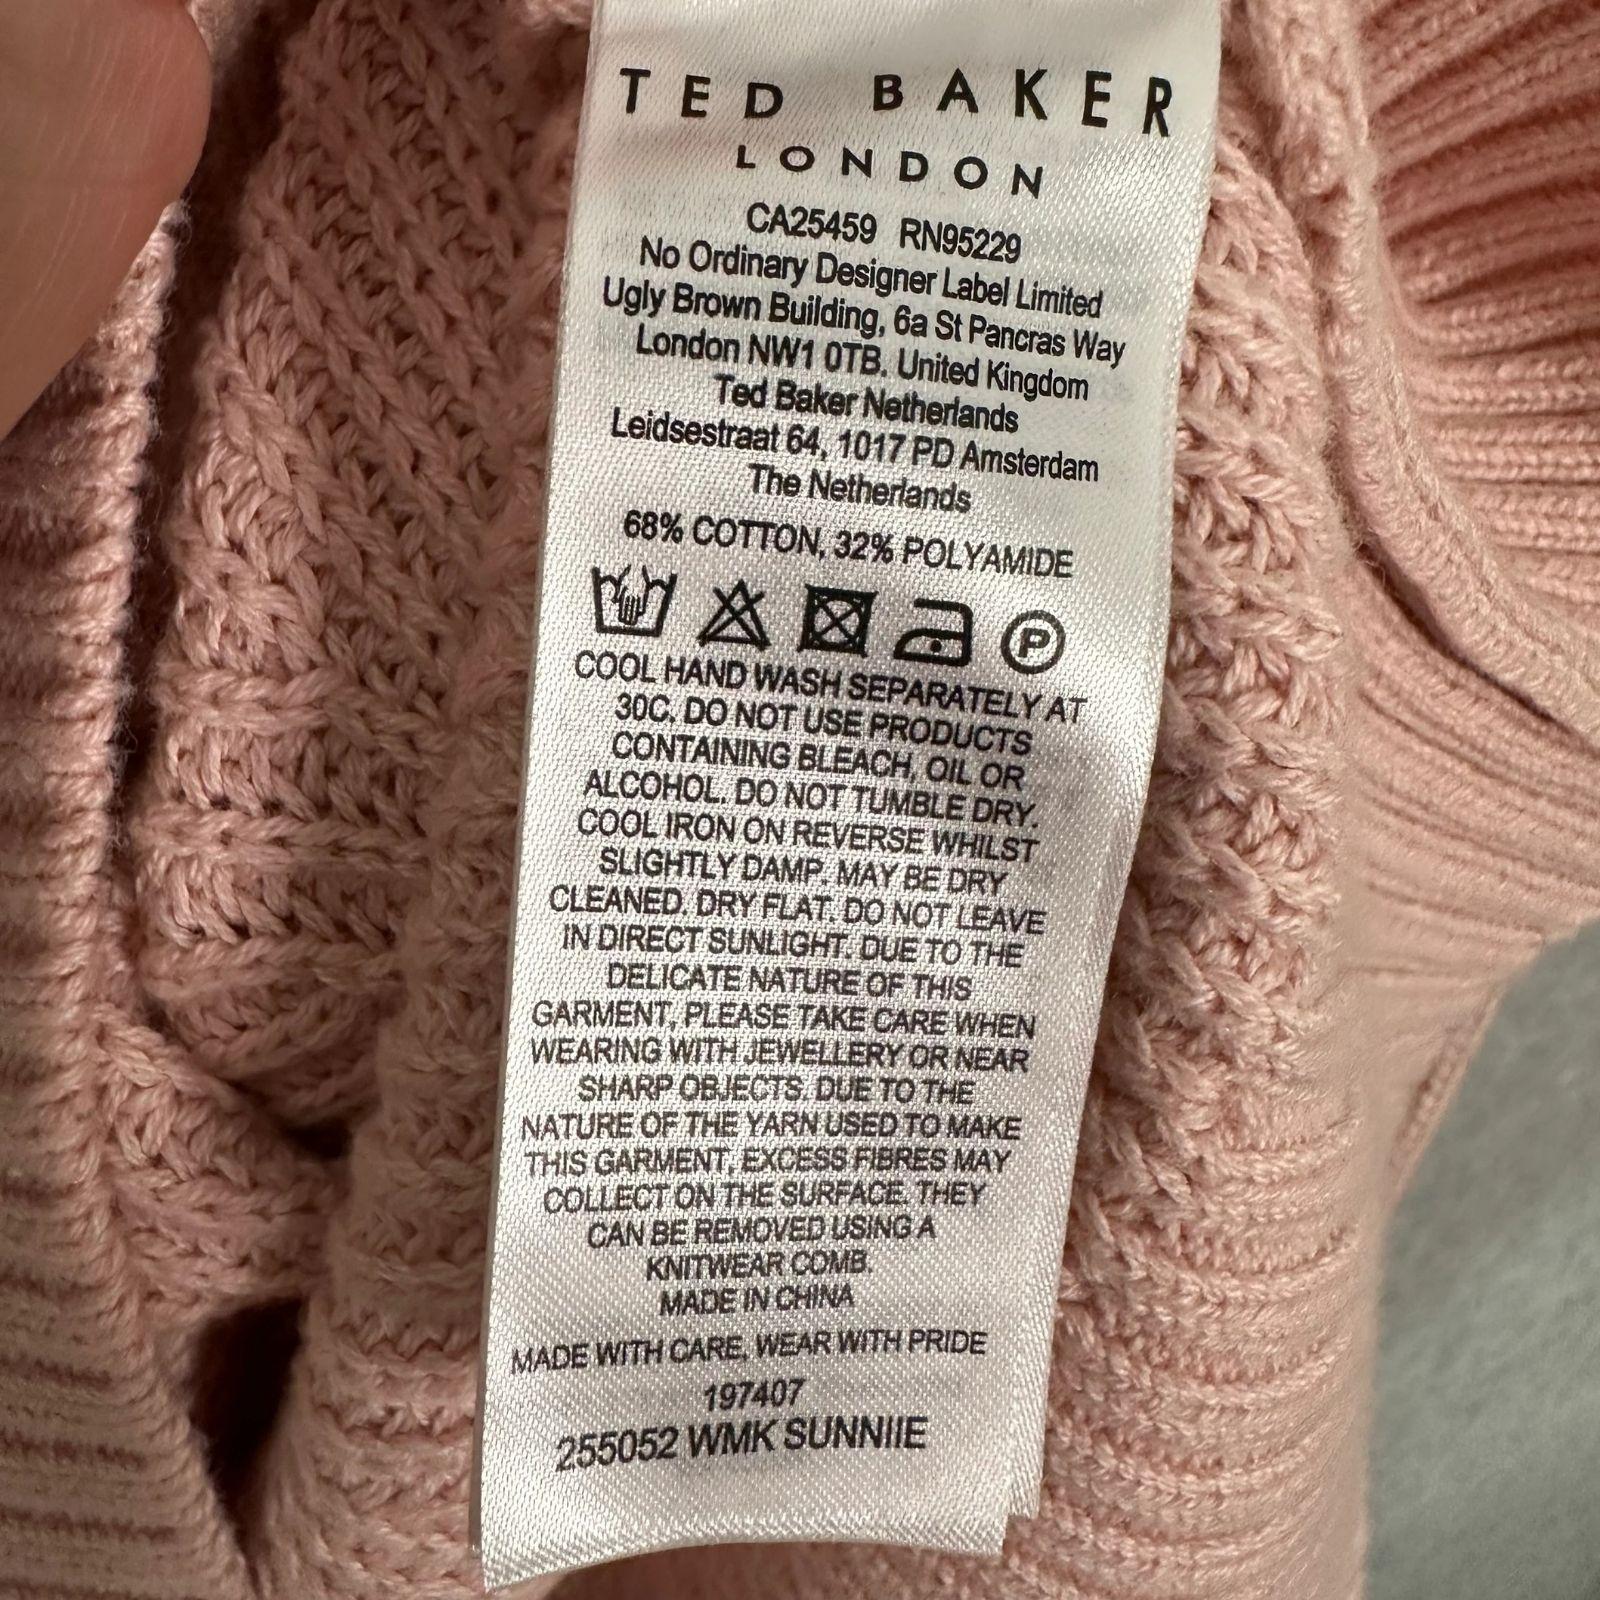 TED BAKER
LONDON
CA25459 RN95229
No Ordinary Designer Label Limited
Ugly Brown Building, 6a St Pancras Way
London NW1 0TB. United Kingdom
Ted Baker Netherlands
Leidsestraat 64, 1017 PD Amsterdam
The Netherlands
68% COTTON, 32% POLYAMIDE
P
COOL HAND WASH SEPARATELY AT
30C. DO NOT USE PRODUCTS
CONTAINING BLEACH, OIL OR
ALCOHOL. DO NOT TUMBLE DRY.
COOL IRON ON REVERSE WHILST
SLIGHTLY DAMP. MAY BE DRY
CLEANED. DRY FLAT. DO NOT LEAVE
IN DIRECT SUNLIGHT. DUE TO THE
DELICATE NATURE OF THIS
GARMENT, PLEASE TAKE CARE WHEN
WEARING WITH JEWELLERY OR NEAR
SHARP OBJECTS. DUE TO THE
NATURE OF THE YARN USED TO MAKE
THIS GARMENT, EXCESS FIBRES MAY
COLLECT ON THE SURFACE. THEY
CAN BE REMOVED USING A
KNITWEAR COMB.
MADE IN CHINA
MADE WITH CARE, WEAR WITH PRIDE
197407
255052 WMK SUNNIIE